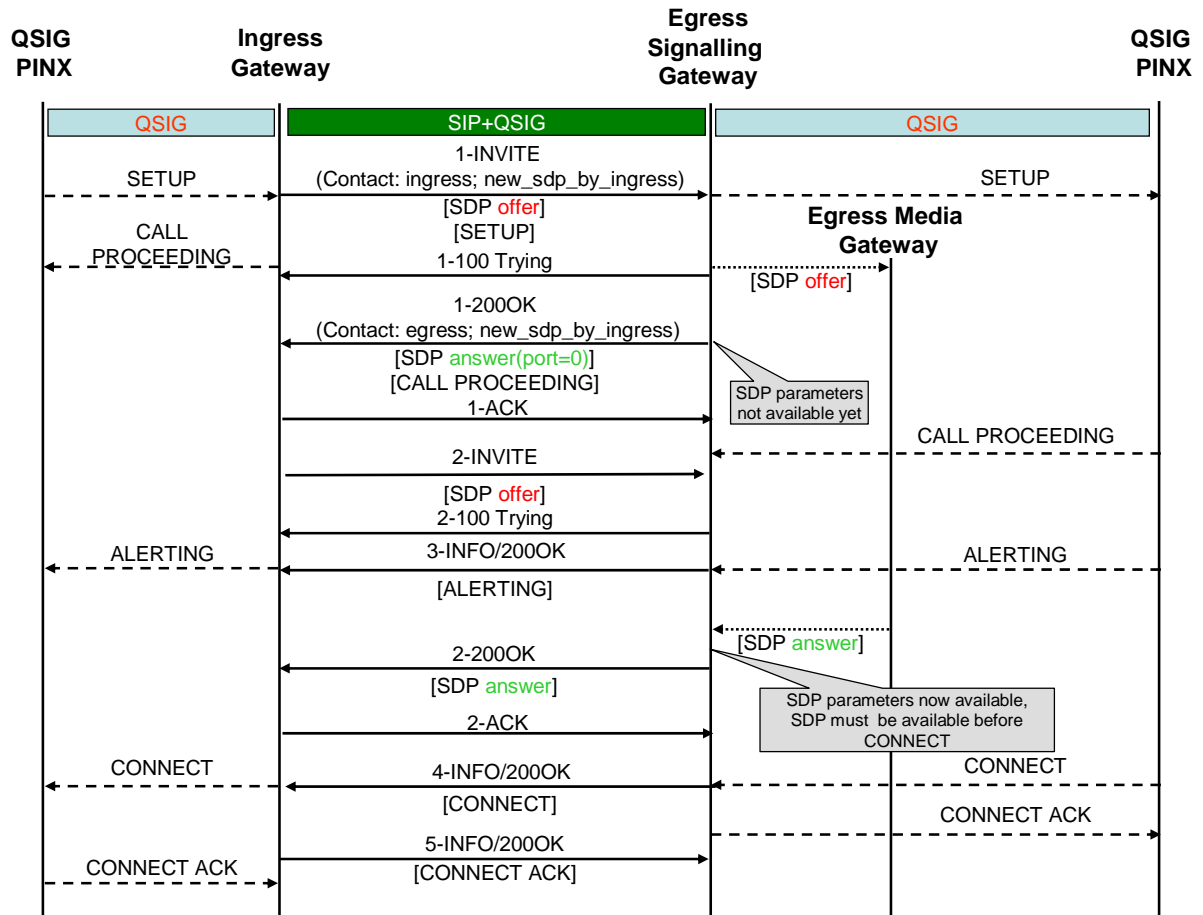 QSIG
PINX
Ingress
Gateway
Egress
Signalling
Gateway
QSIG
PINX
QSIG
SIP+QSIG
QSIG
1-INVITE
SETUP
(Contact: ingress; new_sdp_by_ingress)
SETUP
[SDP offer]
[SETUP]
Egress Media
Gateway
CALL
PROCEEDING
1-100 Trying
[SDP offer]
1-200OK
(Contact: egress; new_sdp_by_ingress)
[SDP answer(port=0)]
[CALL PROCEEDING]
SDP parameters
not available yet
1-ACK
CALL PROCEEDING
2-INVITE
[SDP offer]
2-100 Trying
ALERTING
3-INFO/200OK
ALERTING
[ALERTING]
[SDP answer]
2-200OK
[SDP answer]
SDP parameters now available,
SDP must be available before
CONNECT
2-ACK
CONNECT
4-INFO/200OK
CONNECT
[CONNECT]
CONNECT ACK
5-INFO/200OK
CONNECT ACK
[CONNECT ACK]